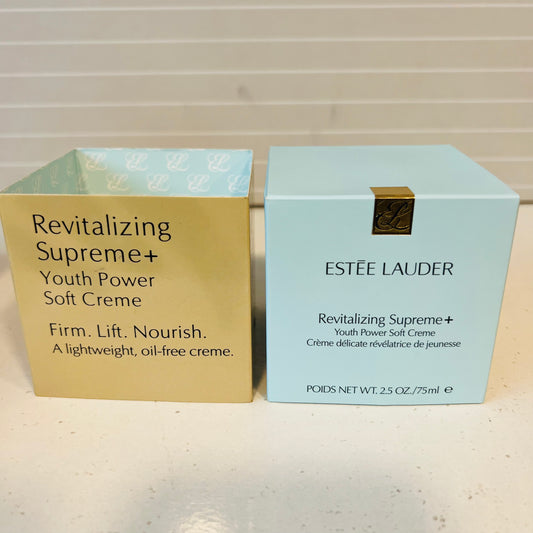 Revitalizing
Supreme+
Youth Power
Soft Creme
Firm. Lift. Nourish.
A lightweight, oil-free creme.
EL
ESTĒE LAUDER
Revitalizing Supreme+
Youth Power Soft Creme
Crème délicate révélatrice de jeunesse
POIDS NET WT. 2.5 OZ./75ml ℮